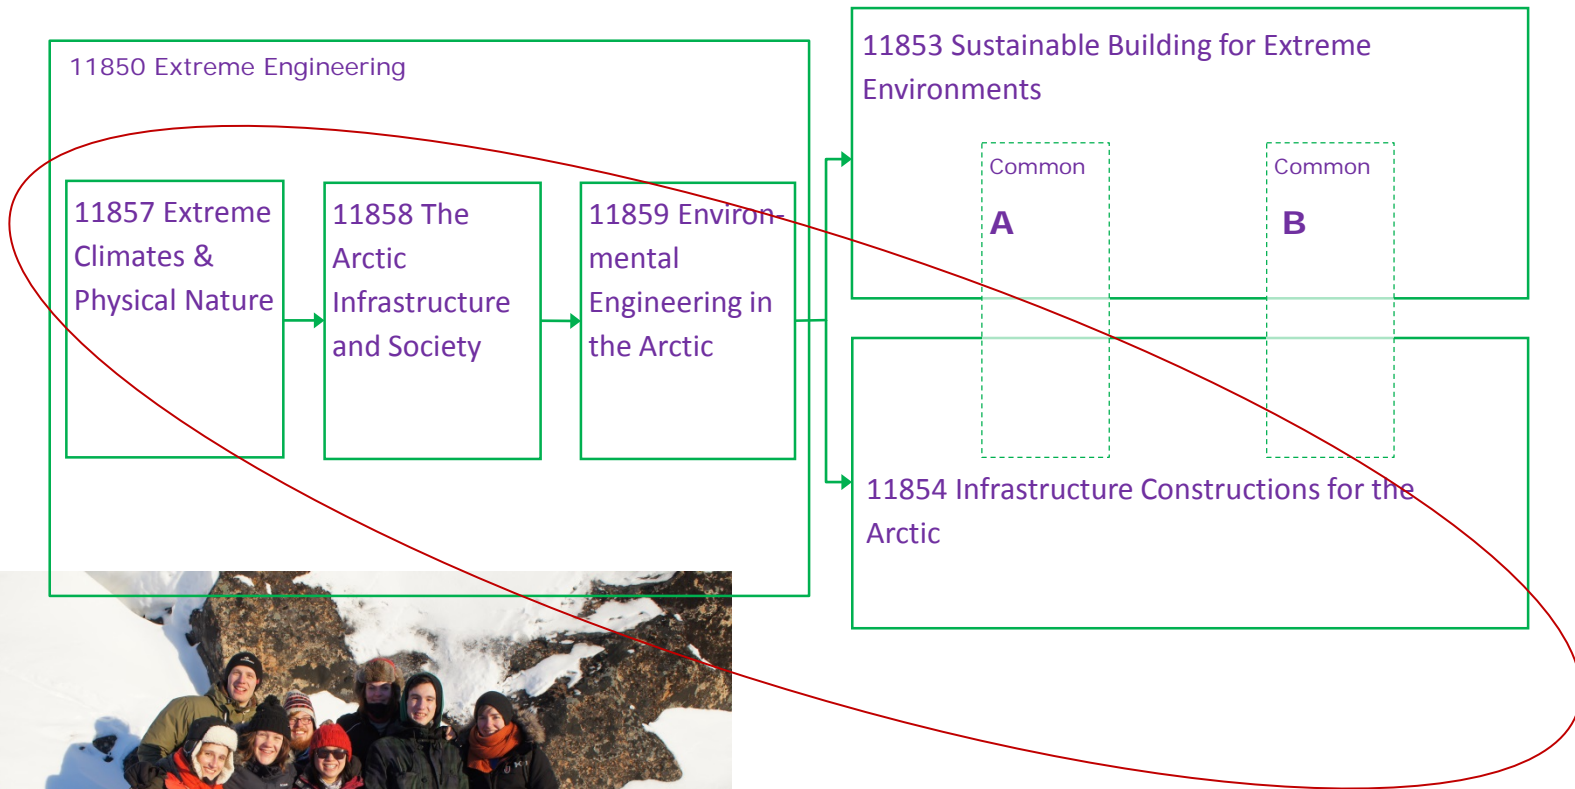 11850 Extreme Engineering
11857 Extreme
Climates &
Physical Nature
11858 The
Arctic
Infrastructure
and Society
11859 Environ-
mental
Engineering in
the Arctic
11853 Sustainable Building for Extreme
Environments
Common
A
Common
B
11854 Infrastructure Constructions for the
Arctic